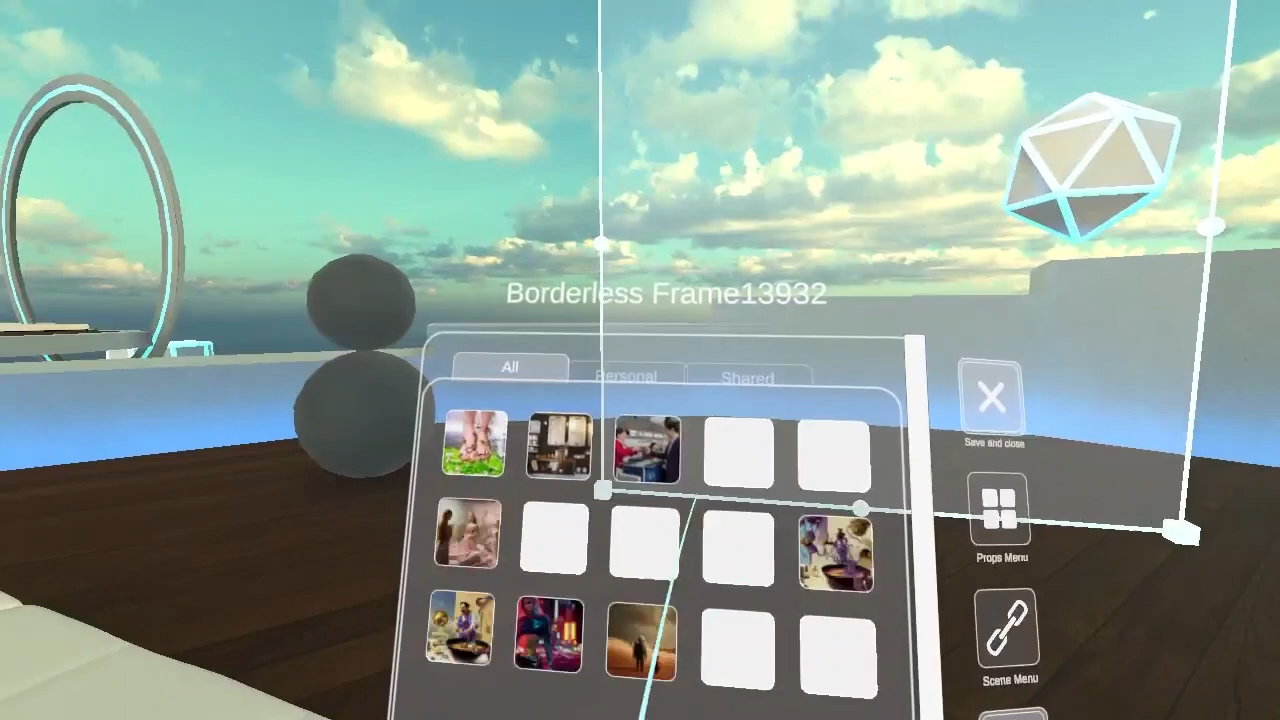 Borderless Frame13932
All
Personal
Shared
Save and close
Props Menu
Scene Menu